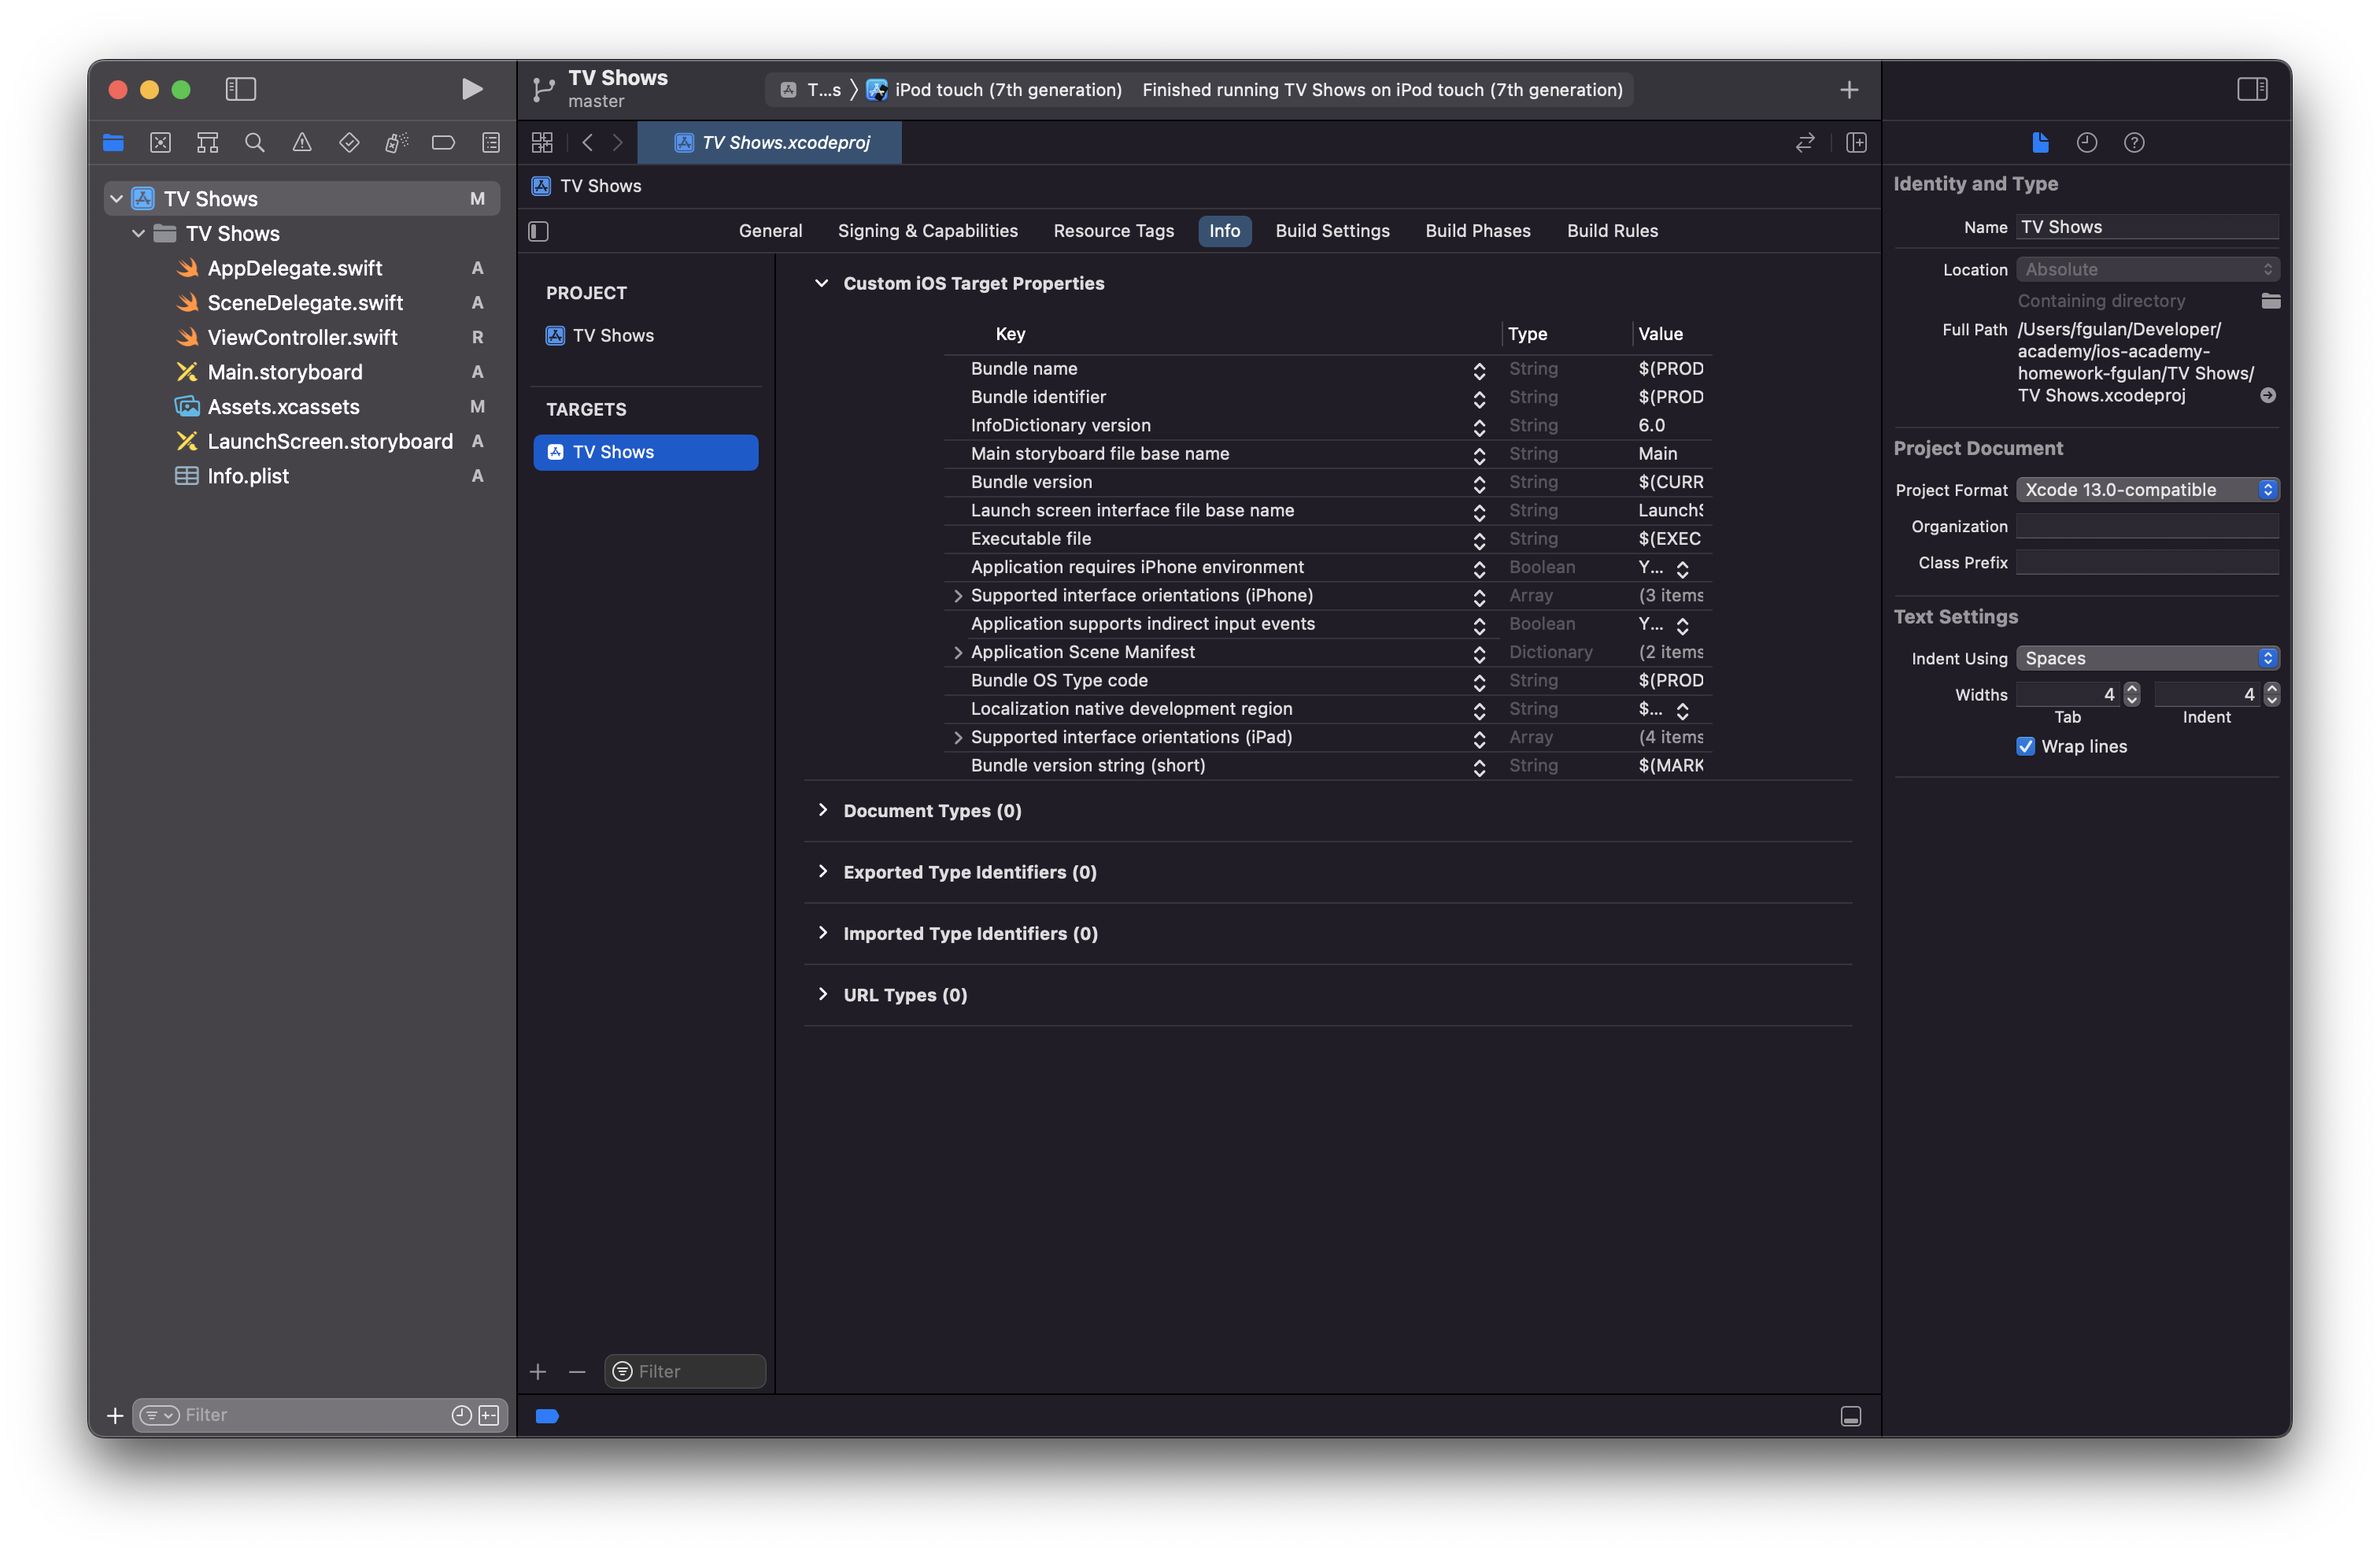 TV Shows
master
T...s
iPod touch (7th generation)
Finished running TV Shows on iPod touch (7th generation)
TV Shows M
TV Shows
AppDelegate.swift A
SceneDelegate.swift A
ViewController.swift R
Main.storyboard A
Assets.xcassets M
LaunchScreen.storyboard A
Info.plist A
Filter
TV Shows.xcodeproj
TV Shows
General Signing & Capabilities Resource Tags Info Build Settings Build Phases Build Rules
PROJECT
TV Shows
TARGETS
TV Shows
Filter
Custom iOS Target Properties
Key Type Value
Bundle name String $(PROD
Bundle identifier String $(PROD
InfoDictionary version String 6.0
Main storyboard file base name String Main
Bundle version String $(CURR
Launch screen interface file base name String LaunchS
Executable file String $(EXEC
Application requires iPhone environment Boolean Y...
Supported interface orientations (iPhone) Array (3 items
Application supports indirect input events Boolean Y...
Application Scene Manifest Dictionary (2 items
Bundle OS Type code String $(PROD
Localization native development region String $...
Supported interface orientations (iPad) Array (4 items
Bundle version string (short) String $(MARK
Document Types (0)
Exported Type Identifiers (0)
Imported Type Identifiers (0)
URL Types (0)
Identity and Type
Name TV Shows
Location Absolute
Containing directory
Full Path /Users/fgulan/Developer/
academy/ios-academy-
homework-fgulan/TV Shows/
TV Shows.xcodeproj
Project Document
Project Format Xcode 13.0-compatible
Organization
Class Prefix
Text Settings
Indent Using Spaces
Widths 4 4
Tab Indent
Wrap lines